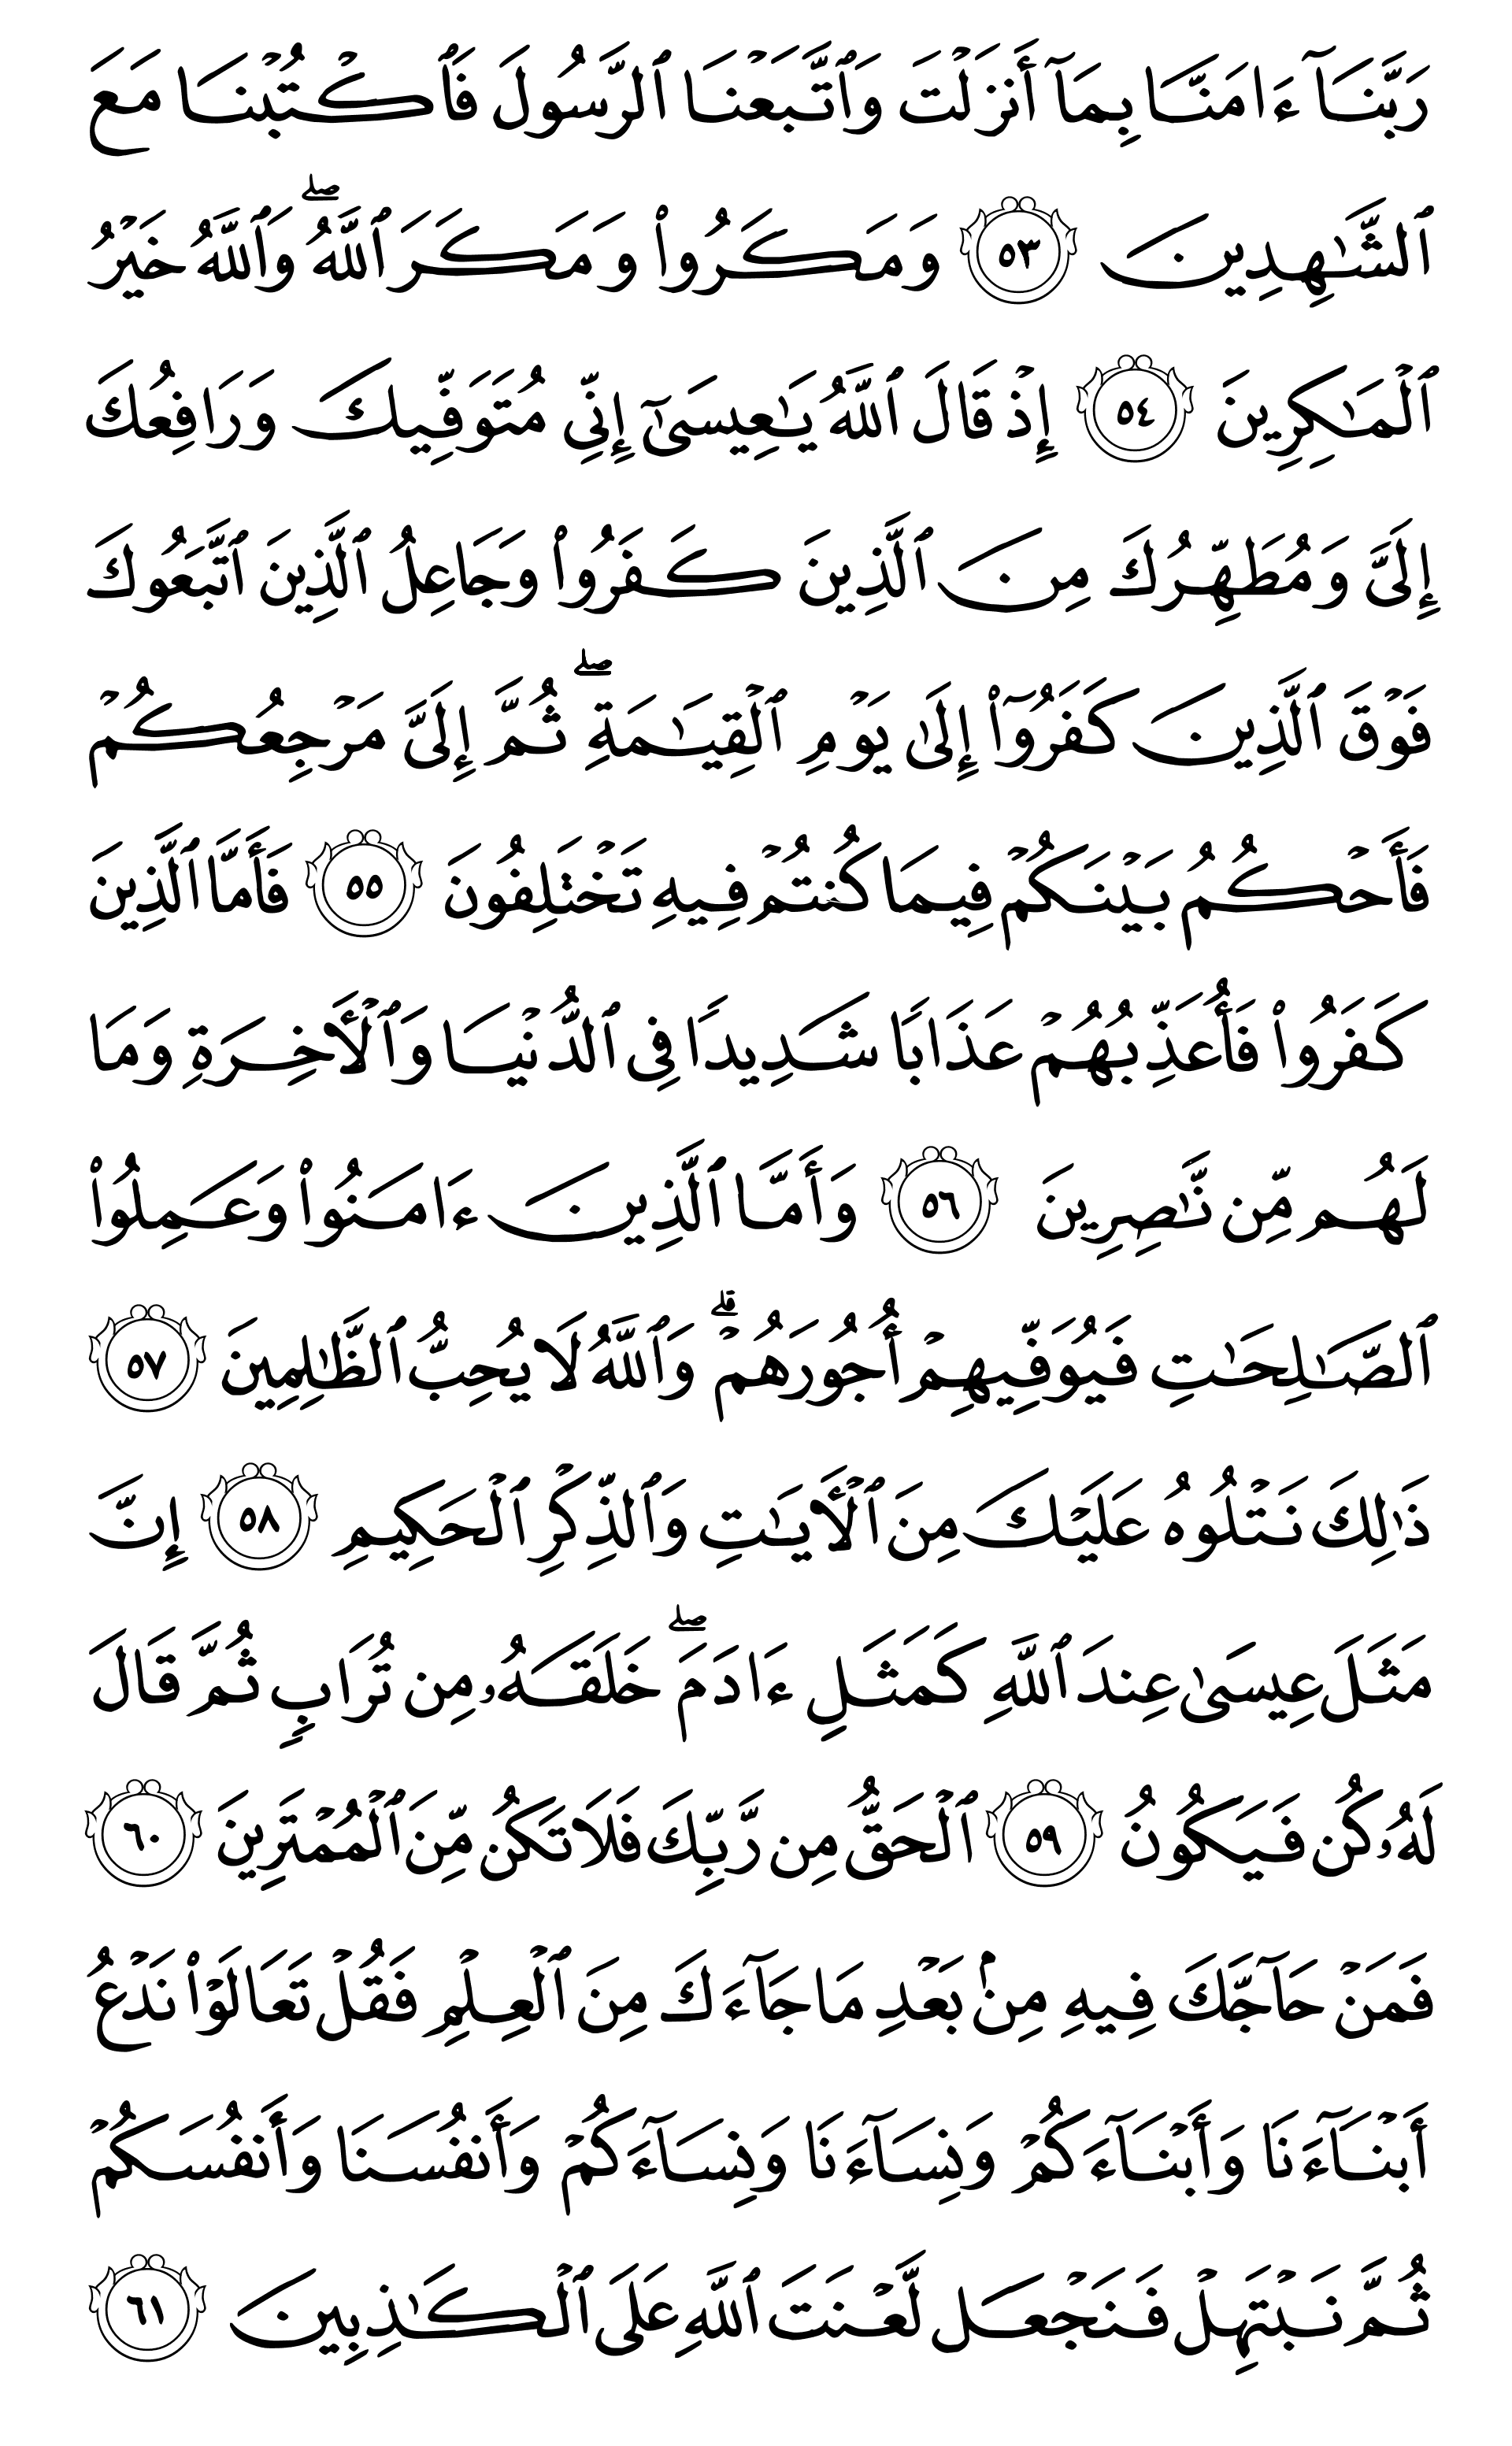 رَبَّنَآ ءَامَنَّا بِمَآ أَنزَلۡتَ وَٱتَّبَعۡنَا ٱلرَّسُولَ فَٱكۡتُبۡنَا مَعَ
ٱلشَّٰهِدِينَ ٥٣ وَمَكَرُواْ وَمَكَرَ ٱللَّهُۖ وَٱللَّهُ خَيۡرُ
ٱلۡمَٰكِرِينَ ٥٤ إِذۡ قَالَ ٱللَّهُ يَٰعِيسَىٰٓ إِنِّي مُتَوَفِّيكَ وَرَافِعُكَ
إِلَيَّ وَمُطَهِّرُكَ مِنَ ٱلَّذِينَ كَفَرُواْ وَجَاعِلُ ٱلَّذِينَ ٱتَّبَعُوكَ
فَوۡقَ ٱلَّذِينَ كَفَرُوٓاْ إِلَىٰ يَوۡمِ ٱلۡقِيَٰمَةِۖ ثُمَّ إِلَيَّ مَرۡجِعُكُمۡ
فَأَحۡكُمُ بَيۡنَكُمۡ فِيمَا كُنتُمۡ فِيهِ تَخۡتَلِفُونَ ٥٥ فَأَمَّا ٱلَّذِينَ
كَفَرُواْ فَأُعَذِّبُهُمۡ عَذَابٗا شَدِيدٗا فِي ٱلدُّنۡيَا وَٱلۡأٓخِرَةِ وَمَا
لَهُم مِّن نَّٰصِرِينَ ٥٦ وَأَمَّا ٱلَّذِينَ ءَامَنُواْ وَعَمِلُواْ
ٱلصَّٰلِحَٰتِ فَيُوَفِّيهِمۡ أُجُورَهُمۡۗ وَٱللَّهُ لَا يُحِبُّ ٱلظَّٰلِمِينَ ٥٧
ذَٰلِكَ نَتۡلُوهُ عَلَيۡكَ مِنَ ٱلۡأٓيَٰتِ وَٱلذِّكۡرِ ٱلۡحَكِيمِ ٥٨ إِنَّ
مَثَلَ عِيسَىٰ عِندَ ٱللَّهِ كَمَثَلِ ءَادَمَۖ خَلَقَهُۥ مِن تُرَابٖ ثُمَّ قَالَ
لَهُۥ كُن فَيَكُونُ ٥٩ ٱلۡحَقُّ مِن رَّبِّكَ فَلَا تَكُن مِّنَ ٱلۡمُمۡتَرِينَ ٦٠
فَمَنۡ حَآجَّكَ فِيهِ مِنۢ بَعۡدِ مَا جَآءَكَ مِنَ ٱلۡعِلۡمِ فَقُلۡ تَعَالَوۡاْ نَدۡعُ
أَبۡنَآءَنَا وَأَبۡنَآءَكُمۡ وَنِسَآءَنَا وَنِسَآءَكُمۡ وَأَنفُسَنَا وَأَنفُسَكُمۡ
ثُمَّ نَبۡتَهِلۡ فَنَجۡعَل لَّعۡنَتَ ٱللَّهِ عَلَى ٱلۡكَٰذِبِينَ ٦١